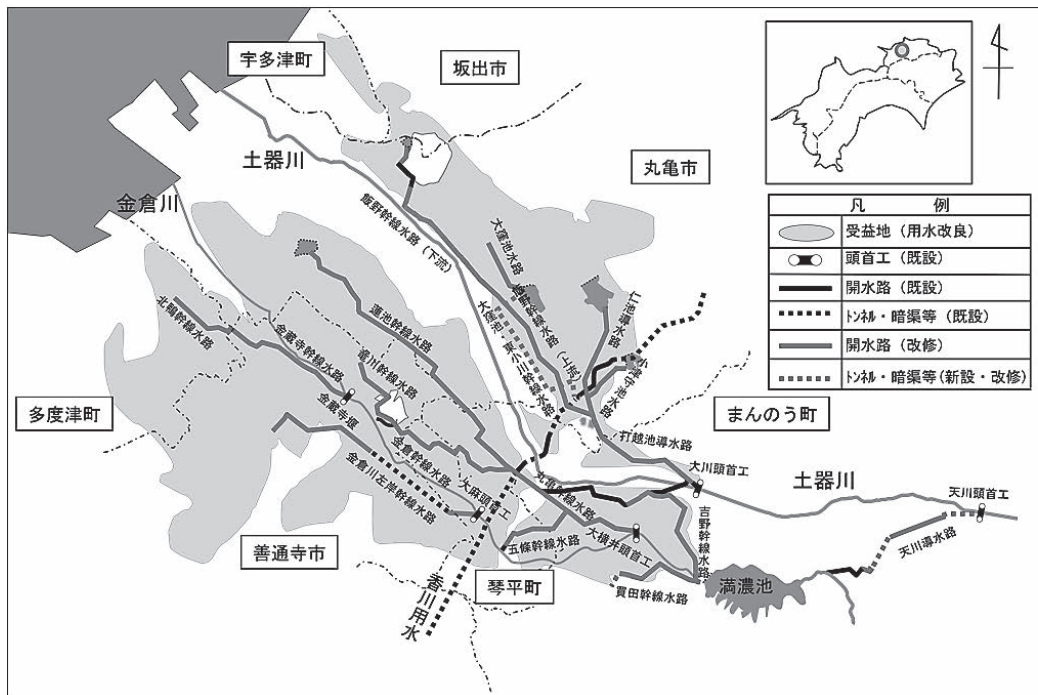 宇多津町
坂出市
土器川
丸亀市
金倉川
飯野幹線水路（下流）
大窪池水路
飯野幹線水路（上流）
仁池導水路
大窪池・東小川幹線水路
小津守池水路
北鴨幹線水路
金蔵寺幹線水路
蓮池幹線水路
竜川幹線水路
金蔵寺堰
金倉幹線水路
金倉川左岸幹線水路
大麻頭首工
多度津町
善通寺市
まんのう町
打越池導水路
大川頭首工
土器川
天川頭首工
天川導水路
丸亀幹線水路
吉野幹線水路
大横井頭首工
五條幹線水路
琴平町
貫田幹線水路
満濃池
香川用水
凡　例
受益地（用水改良）
頭首工（既設）
開水路（既設）
ﾄﾝﾈﾙ・暗渠等（既設）
開水路（改修）
ﾄﾝﾈﾙ・暗渠等（新設・改修）